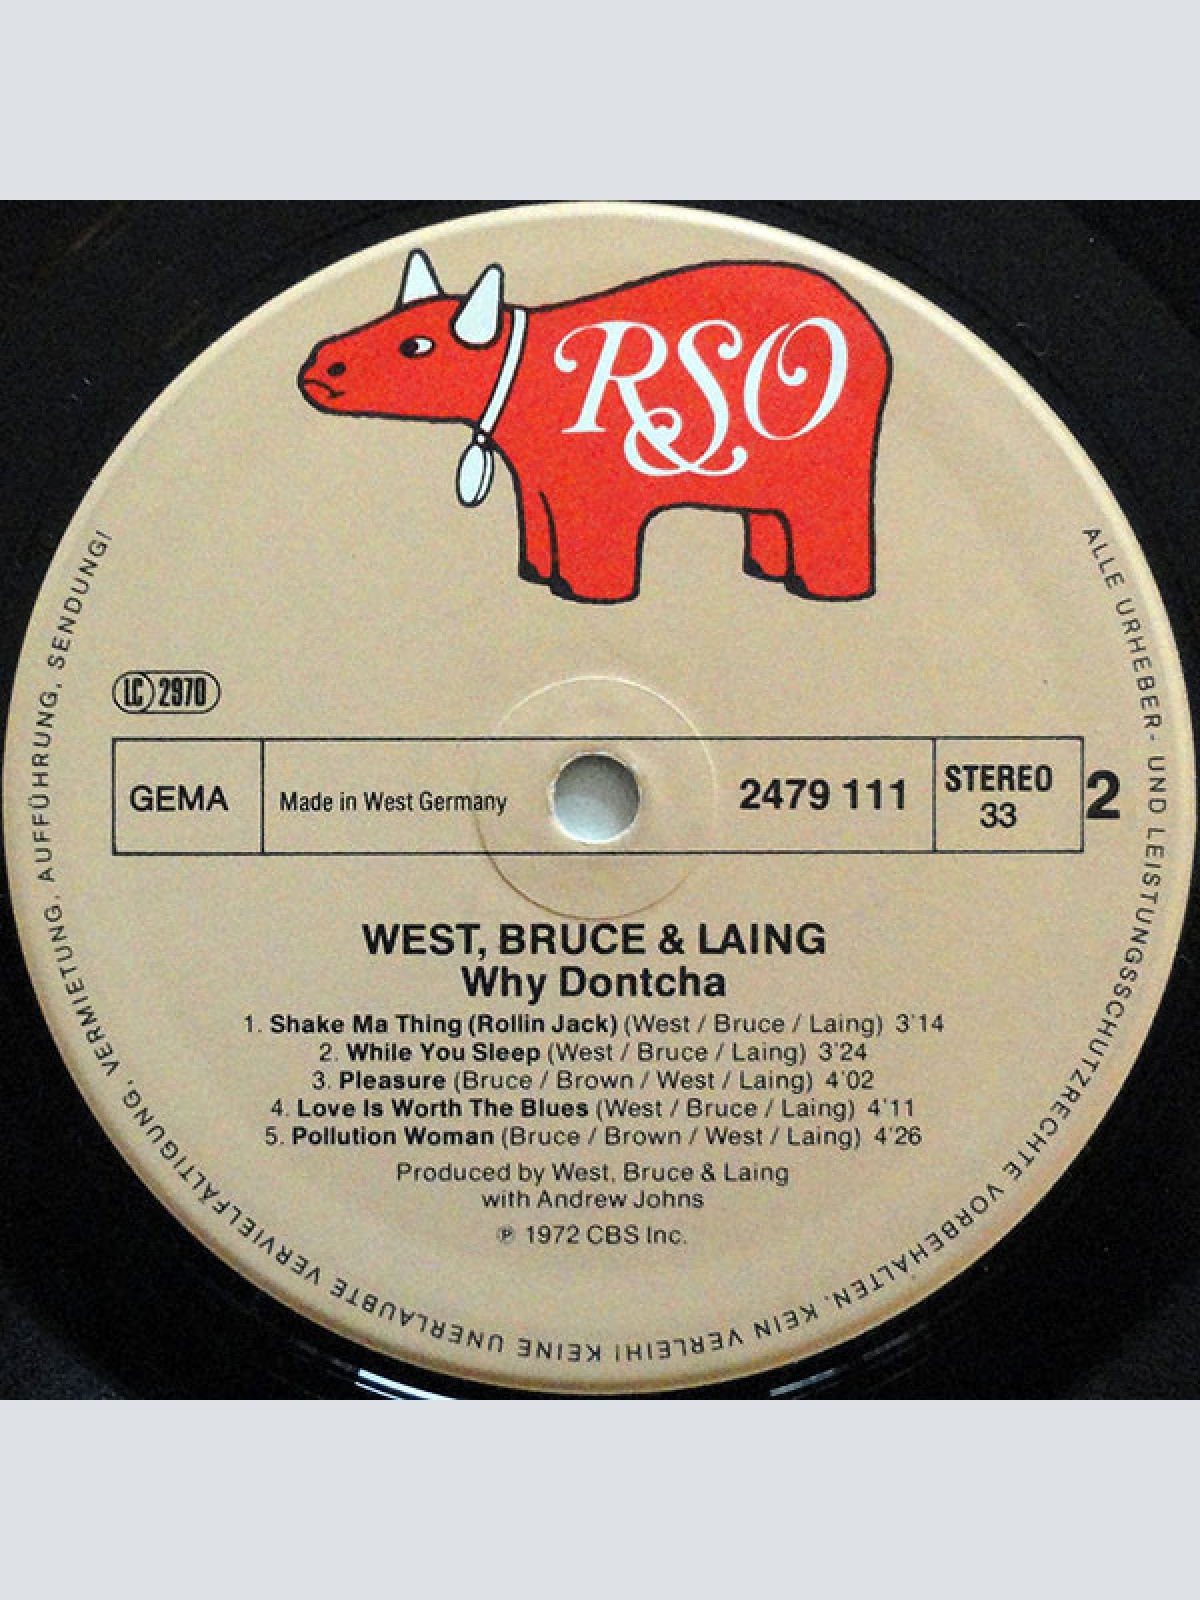 RSO
LC 2970
GEMA
Made in West Germany
2479 111
STEREO
33
2
WEST, BRUCE & LAING
Why Dontcha
1. Shake Ma Thing (Rollin Jack) (West / Bruce / Laing) 3'14
2. While You Sleep (West / Bruce / Laing) 3'24
3. Pleasure (Bruce / Brown / West / Laing) 4'02
4. Love Is Worth The Blues (West / Bruce / Laing) 4'11
5. Pollution Woman (Bruce / Brown / West / Laing) 4'26
Produced by West, Bruce & Laing
with Andrew Johns
℗ 1972 CBS Inc.
ALLE URHEBER- UND LEISTUNGSSCHUTZRECHTE VORBEHALTEN. KEIN VERLEIH! KEINE UNERLAUBTE VERVIELFÄLTIGUNG, VERMIETUNG, AUFFÜHRUNG, SENDUNG!